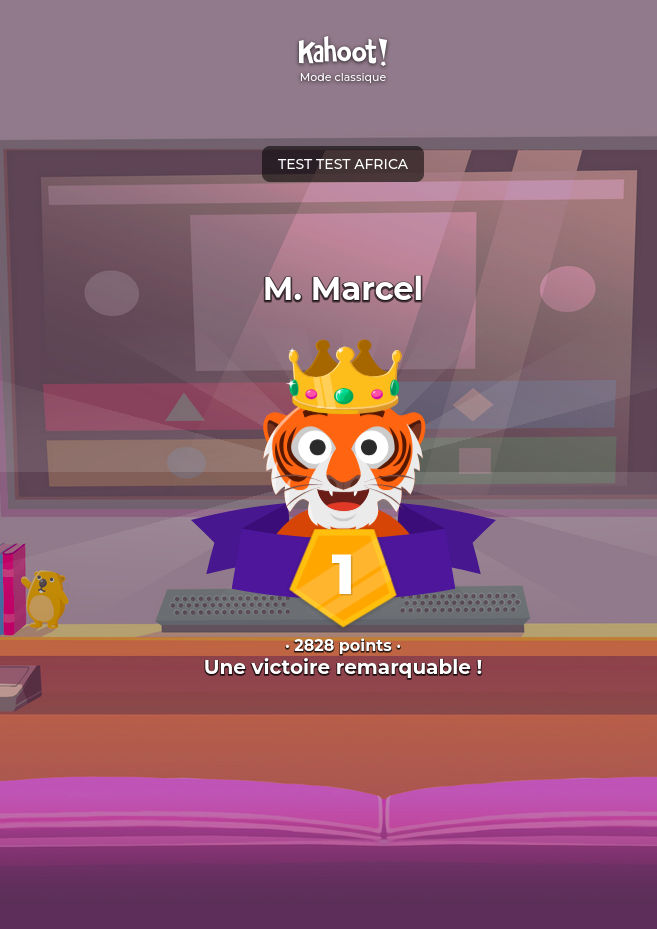 Kahoot!
Mode classique
TEST TEST AFRICA
M. Marcel
1
· 2828 points ·
Une victoire remarquable !